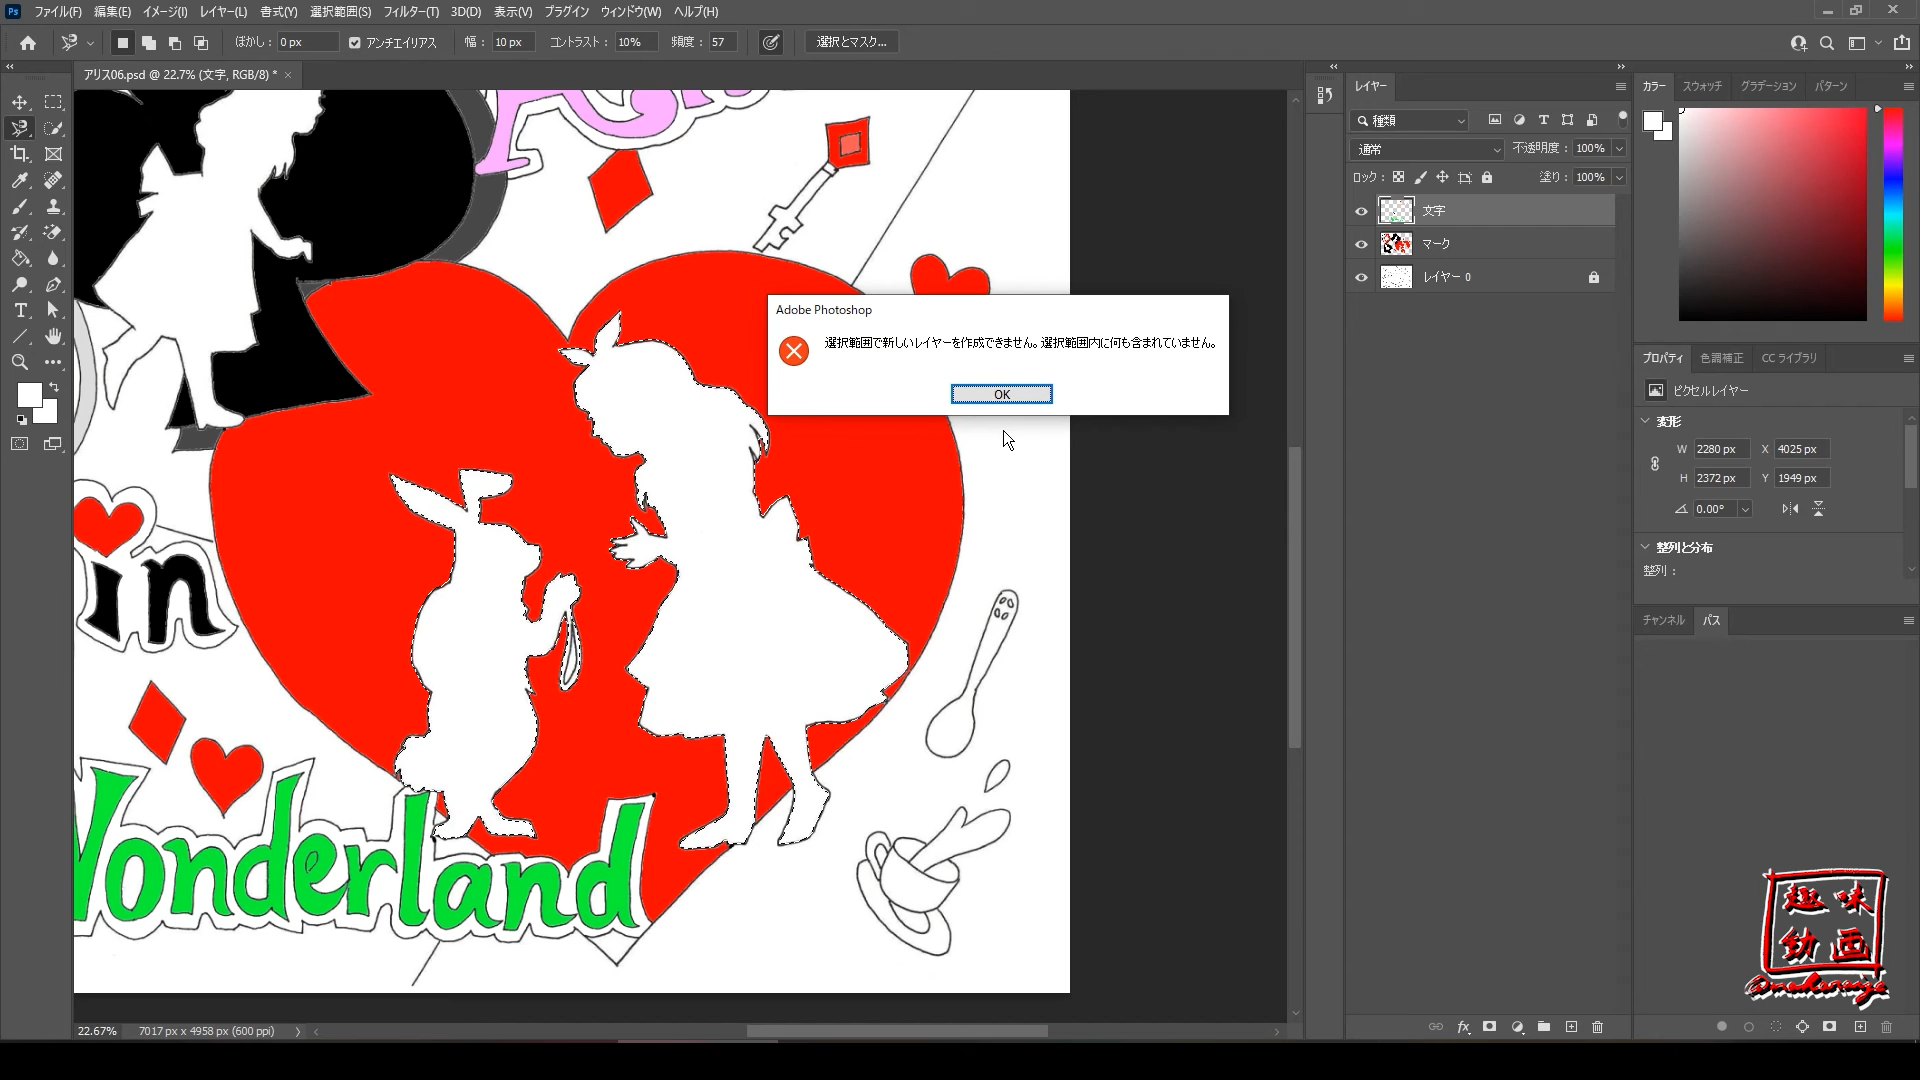 Ps ファイル(F) 編集(E) イメージ(I) レイヤー(L) 書式(Y) 選択範囲(S) フィルター(T) 3D(D) 表示(V) プラグイン ウィンドウ(W) ヘルプ(H)
ぼかし : 0 px アンチエイリアス 幅 : 10 px コントラスト : 10% 頻度 : 57 選択とマスク...
アリス06.psd @ 22.7% (文字, RGB/8) *
レイヤー
種類
通常 不透明度 : 100%
ロック : 塗り : 100%
文字
マーク
レイヤー 0
カラー スウォッチ グラデーション パターン
Adobe Photoshop
選択範囲で新しいレイヤーを作成できません。選択範囲内に何も含まれていません。
OK
プロパティ 色調補正 CC ライブラリ
ピクセルレイヤー
変形
W 2280 px X 4025 px
H 2372 px Y 1949 px
0.00°
整列と分布
整列 :
チャンネル パス
in
Wonderland
趣味
動画
22.67% 7017 px x 4958 px (600 ppi)
fx